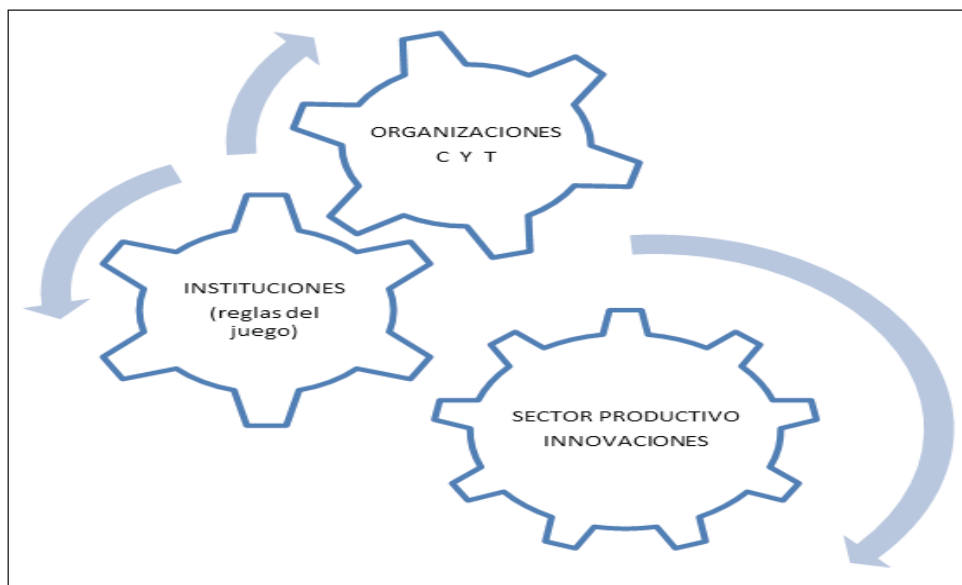 ORGANIZACIONES
C Y T
INSTITUCIONES
(reglas del
juego)
SECTOR PRODUCTIVO
INNOVACIONES